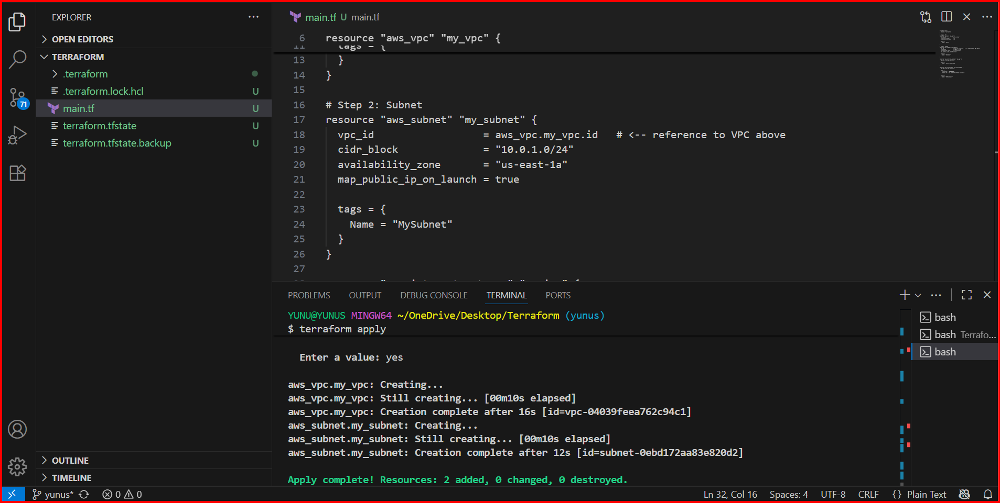 EXPLORER
OPEN EDITORS
TERRAFORM
.terraform
.terraform.lock.hcl U
main.tf U
terraform.tfstate U
terraform.tfstate.backup U
OUTLINE
TIMELINE
71
main.tf U main.tf
6 resource "aws_vpc" "my_vpc" {
11 tags = {
13 }
14 }
15
16 # Step 2: Subnet
17 resource "aws_subnet" "my_subnet" {
18 vpc_id = aws_vpc.my_vpc.id # <-- reference to VPC above
19 cidr_block = "10.0.1.0/24"
20 availability_zone = "us-east-1a"
21 map_public_ip_on_launch = true
22
23 tags = {
24 Name = "MySubnet"
25 }
26 }
27
PROBLEMS OUTPUT DEBUG CONSOLE TERMINAL PORTS
YUNU@YUNUS MINGW64 ~/OneDrive/Desktop/Terraform (yunus)
$ terraform apply
Enter a value: yes
aws_vpc.my_vpc: Creating...
aws_vpc.my_vpc: Still creating... [00m10s elapsed]
aws_vpc.my_vpc: Creation complete after 16s [id=vpc-04039feea762c94c1]
aws_subnet.my_subnet: Creating...
aws_subnet.my_subnet: Still creating... [00m10s elapsed]
aws_subnet.my_subnet: Creation complete after 12s [id=subnet-0ebd172aa83e820d2]
Apply complete! Resources: 2 added, 0 changed, 0 destroyed.
bash
bash Terrafo...
bash
yunus* 0 0 Ln 32, Col 16 Spaces: 4 UTF-8 CRLF {} Plain Text